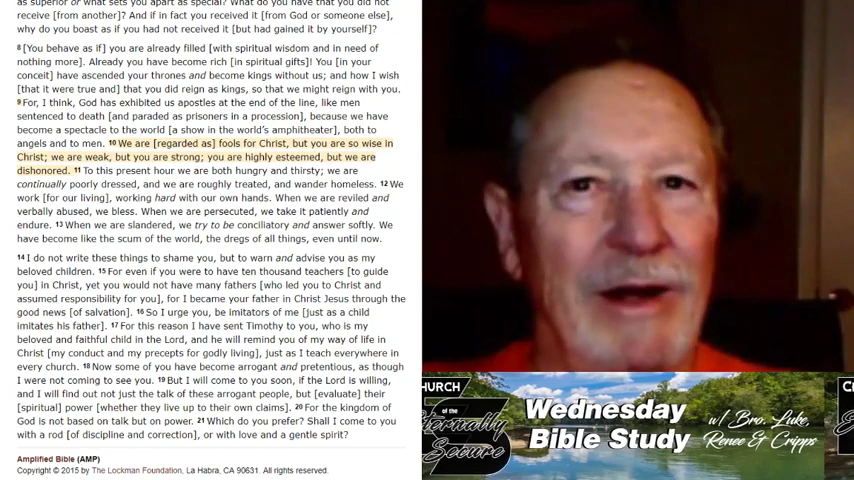 as superior or what sets you apart as special? What do you have that you did not
receive [from another]? And if in fact you received it [from God or someone else],
why do you boast as if you had not received it [but had gained it by yourself]?
8 [You behave as if] you are already filled [with spiritual wisdom and in need of
nothing more]. Already you have become rich [in spiritual gifts]! You [in your
conceit] have ascended your thrones and become kings without us; and how I wish
[that it were true and] that you did reign as kings, so that we might reign with you.
9 For, I think, God has exhibited us apostles at the end of the line, like men
sentenced to death [and paraded as prisoners in a procession], because we have
become a spectacle to the world [a show in the world's amphitheater], both to
angels and to men. 10 We are [regarded as] fools for Christ, but you are so wise in
Christ; we are weak, but you are strong; you are highly esteemed, but we are
dishonored. 11 To this present hour we are both hungry and thirsty; we are
continually poorly dressed, and we are roughly treated, and wander homeless. 12 We
work [for our living], working hard with our own hands. When we are reviled and
verbally abused, we bless. When we are persecuted, we take it patiently and
endure. 13 When we are slandered, we try to be conciliatory and answer softly. We
have become like the scum of the world, the dregs of all things, even until now.
14 I do not write these things to shame you, but to warn and advise you as my
beloved children. 15 For even if you were to have ten thousand teachers [to guide
you] in Christ, yet you would not have many fathers [who led you to Christ and
assumed responsibility for you], for I became your father in Christ Jesus through the
good news [of salvation]. 16 So I urge you, be imitators of me [just as a child
imitates his father]. 17 For this reason I have sent Timothy to you, who is my
beloved and faithful child in the Lord, and he will remind you of my way of life in
Christ [my conduct and my precepts for godly living], just as I teach everywhere in
every church. 18 Now some of you have become arrogant and pretentious, as though
I were not coming to see you. 19 But I will come to you soon, if the Lord is willing,
and I will find out not just the talk of these arrogant people, but [evaluate] their
[spiritual] power [whether they live up to their own claims]. 20 For the kingdom of
God is not based on talk but on power. 21 Which do you prefer? Shall I come to you
with a rod [of discipline and correction], or with love and a gentle spirit?
Amplified Bible (AMP)
Copyright © 2015 by The Lockman Foundation, La Habra, CA 90631. All rights reserved.
CHURCH
of the
Eternally
Secure
Wednesday
Bible Study
w/ Bro. Luke,
Renee & Cripps
C